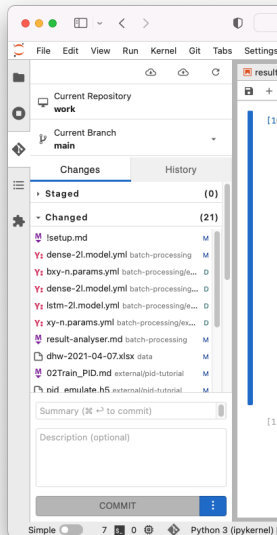 File Edit View Run Kernel Git Tabs Settings
Current Repository
work
Current Branch
main
Changes History
Staged (0)
Changed (21)
!setup.md M
dense-2l.model.yml batch-processing M
bxy-n.params.yml batch-processing/e... D
dense-2l.model.yml batch-processing... D
lstm-2l.model.yml batch-processing/... D
xy-n.params.yml batch-processing/ex... D
result-analyser.md batch-processing M
dhw-2021-04-07.xlsx data M
02Train_PID.md external/pid-tutorial M
pid_emulate.h5 external/pid-tutorial M
Summary (⌘ ↩ to commit)
Description (optional)
COMMIT
Simple 7 0 Python 3 (ipykernel)
result